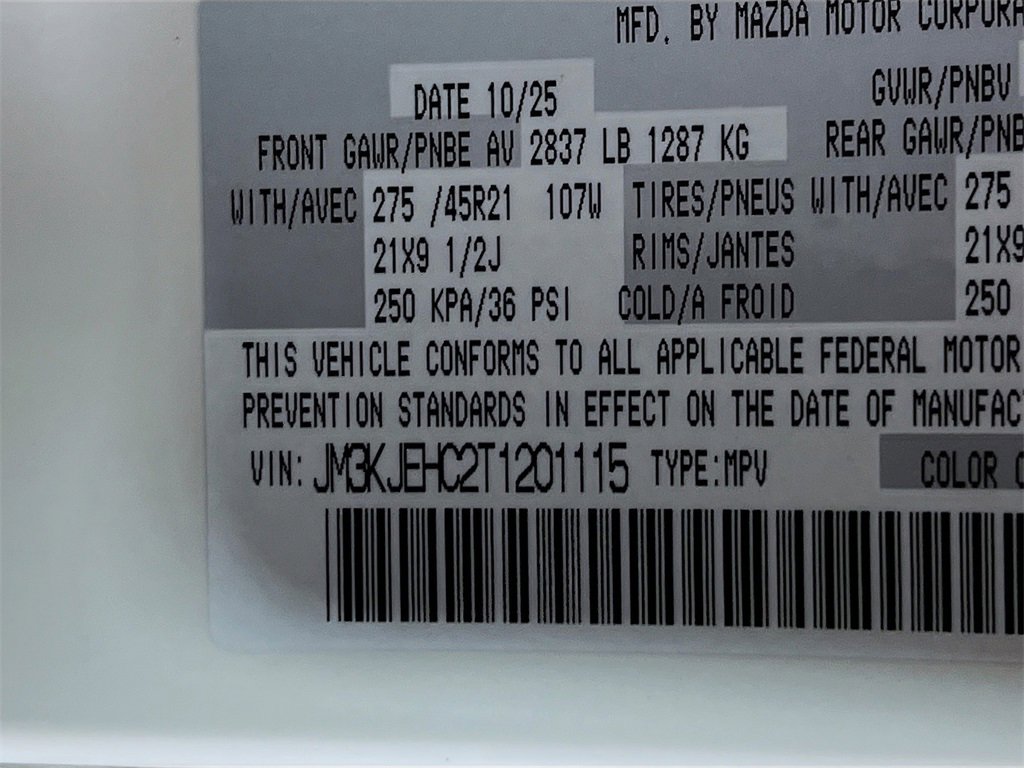 MFD. BY MAZDA MOTOR CORPORA
DATE 10/25
GVWR/PNBV
FRONT GAWR/PNBE AV 2837 LB 1287 KG
REAR GAWR/PNB
WITH/AVEC 275 /45R21 107W TIRES/PNEUS WITH/AVEC 275
21X9 1/2J RIMS/JANTES 21X9
250 KPA/36 PSI COLD/A FROID 250
THIS VEHICLE CONFORMS TO ALL APPLICABLE FEDERAL MOTOR
PREVENTION STANDARDS IN EFFECT ON THE DATE OF MANUFAC
VIN: JM3KJEHC2T1201115 TYPE:MPV
COLOR C